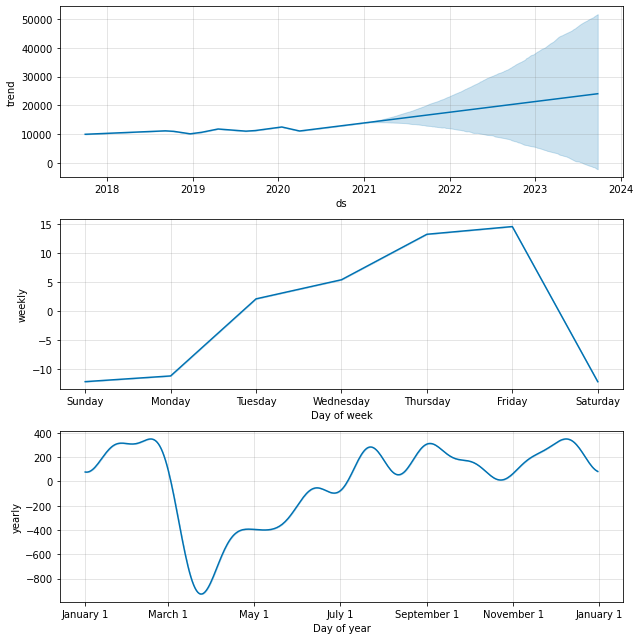 50000
40000
30000
20000
10000
0
trend
2018 2019 2020 2021 2022 2023 2024
ds
15
10
5
0
−5
−10
weekly
Sunday Monday Tuesday Wednesday Thursday Friday Saturday
Day of week
400
200
0
−200
−400
−600
−800
yearly
January 1 March 1 May 1 July 1 September 1 November 1 January 1
Day of year